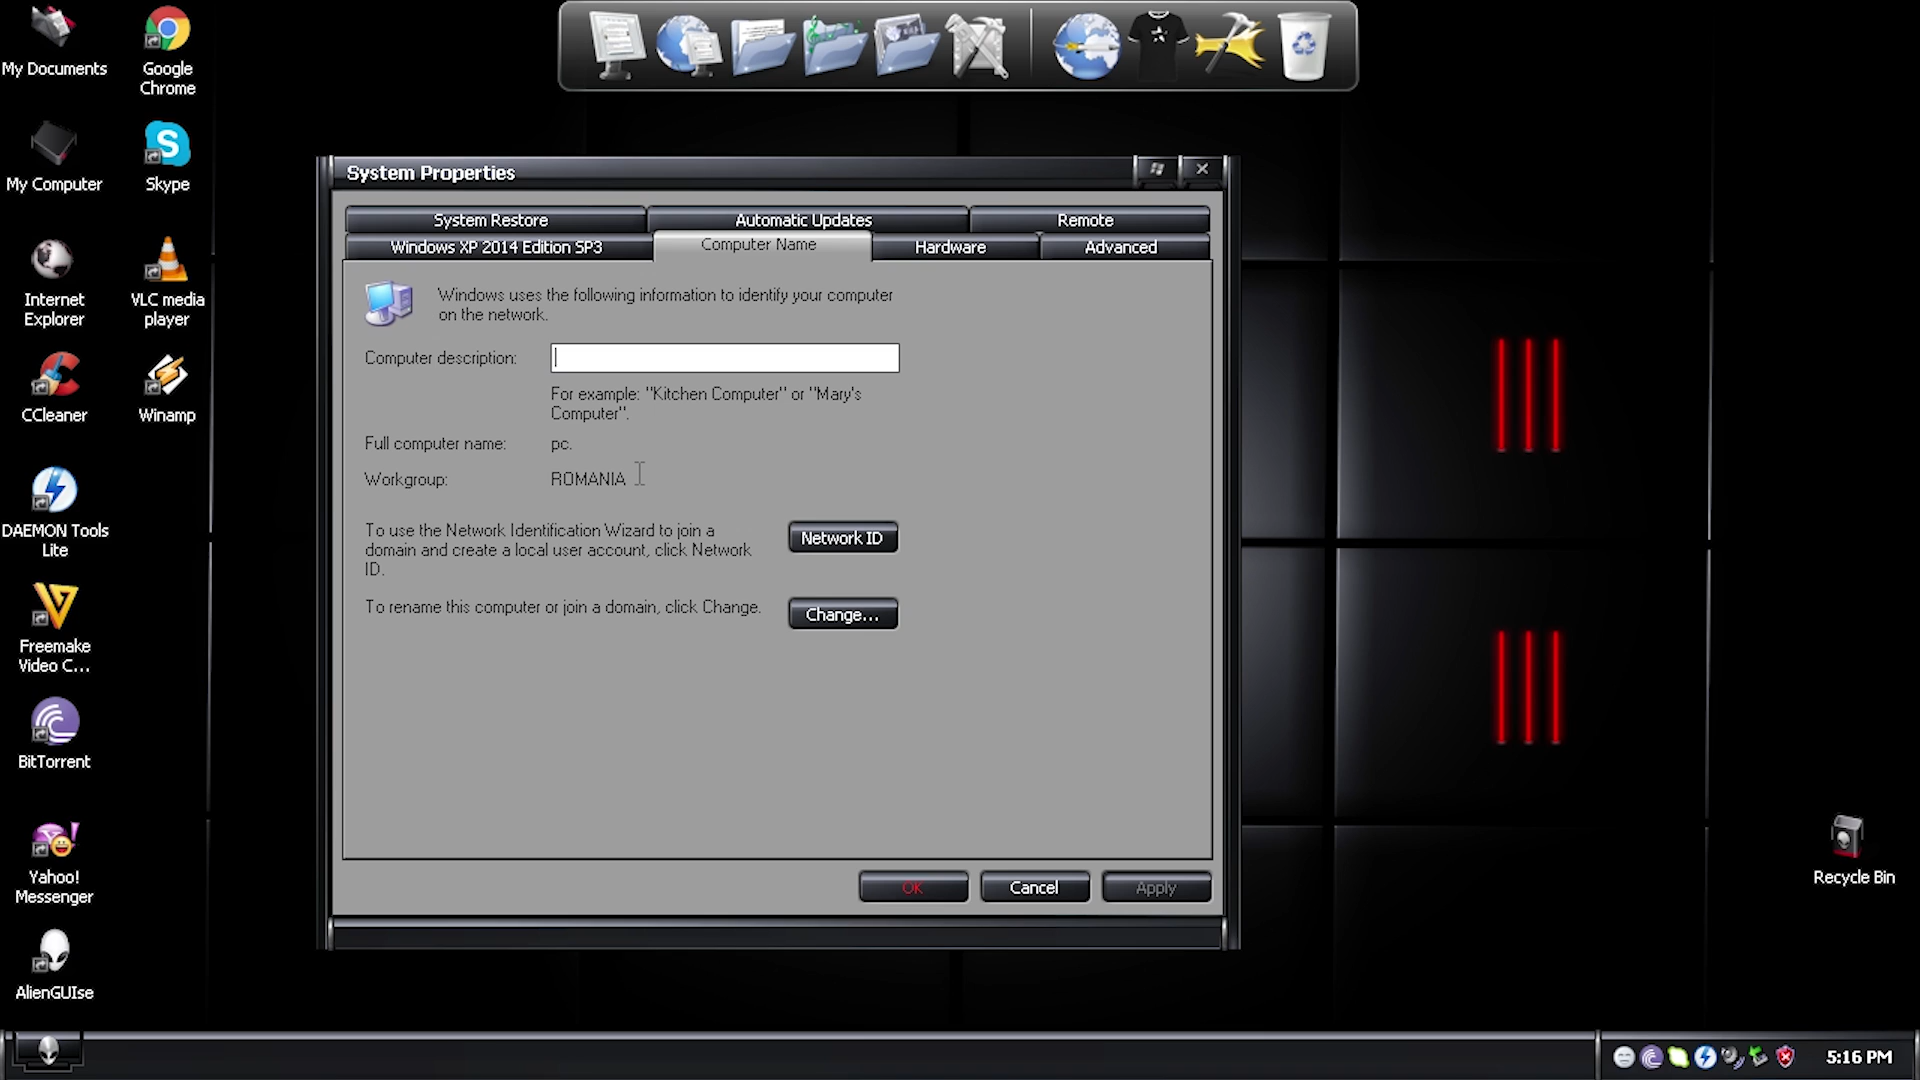 My Documents
Google
Chrome
My Computer
Skype
Internet
Explorer
VLC media
player
CCleaner
Winamp
DAEMON Tools
Lite
Freemake
Video C...
BitTorrent
Yahoo!
Messenger
AlienGUIse
System Properties
System Restore
Automatic Updates
Remote
Windows XP 2014 Edition SP3
Computer Name
Hardware
Advanced
Windows uses the following information to identify your computer
on the network.
Computer description:
For example: "Kitchen Computer" or "Mary's
Computer".
Full computer name:
pc.
Workgroup:
ROMANIA
To use the Network Identification Wizard to join a
domain and create a local user account, click Network
ID.
Network ID
To rename this computer or join a domain, click Change.
Change...
OK
Cancel
Apply
Recycle Bin
5:16 PM